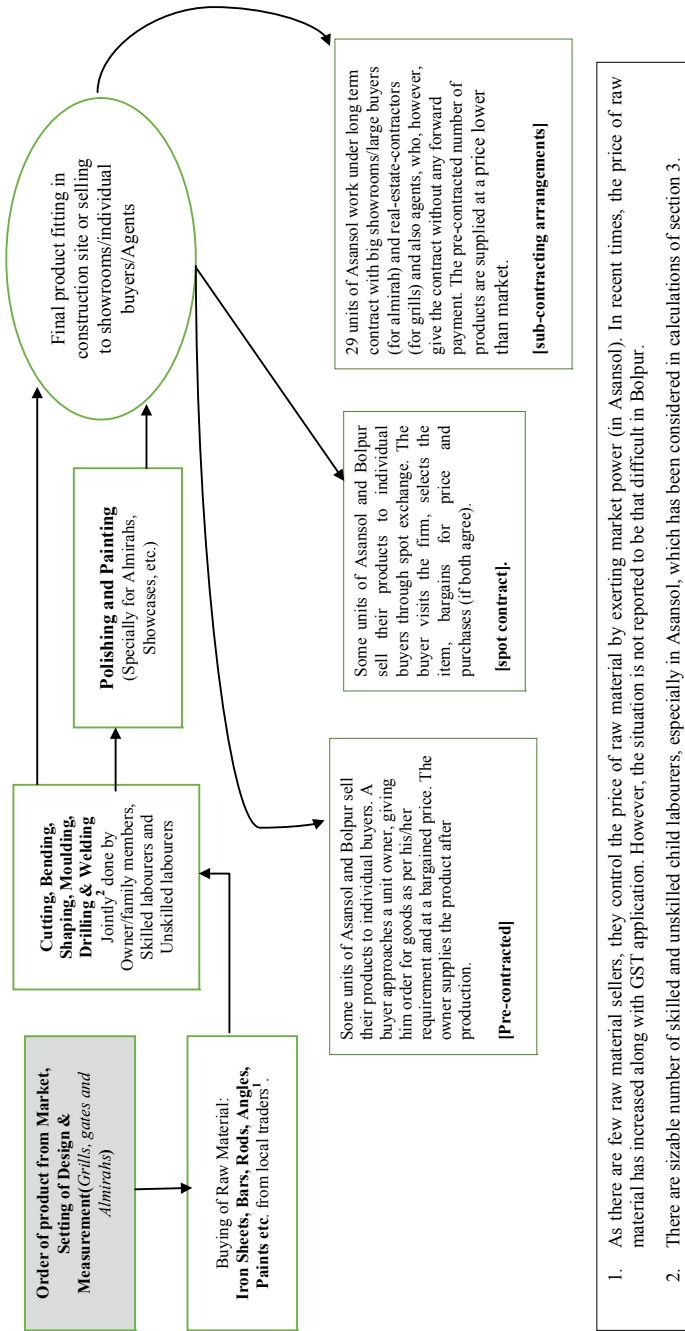 Order of product from Market,
Setting of Design &
Measurement(Grills, gates and
Almirahs)
Buying of Raw Material:
Iron Sheets, Bars, Rods, Angles,
Paints etc. from local traders¹.
Cutting, Bending,
Shaping, Moulding,
Drilling & Welding
Jointly² done by
Owner/family members,
Skilled labourers and
Unskilled labourers
Polishing and Painting
(Specially for Almirahs,
Showcases, etc.)
Final product fitting in
construction site or selling
to showrooms/individual
buyers/Agents
Some units of Asansol and Bolpur sell
their products to individual buyers. A
buyer approaches a unit owner, giving
him order for goods as per his/her
requirement and at a bargained price. The
owner supplies the product after
production.
[Pre-contracted]
Some units of Asansol and Bolpur
sell their products to individual
buyers through spot exchange. The
buyer visits the firm, selects the
item, bargains for price and
purchases (if both agree).
[spot contract].
29 units of Asansol work under long term
contract with big showrooms/large buyers
(for almirah) and real-estate-contractors
(for grills) and also agents, who, however,
give the contract without any forward
payment. The pre-contracted number of
products are supplied at a price lower
than market.
[sub-contracting arrangements]
1. As there are few raw material sellers, they control the price of raw material by exerting market power (in Asansol). In recent times, the price of raw
material has increased along with GST application. However, the situation is not reported to be that difficult in Bolpur.
2. There are sizable number of skilled and unskilled child labourers, especially in Asansol, which has been considered in calculations of section 3.